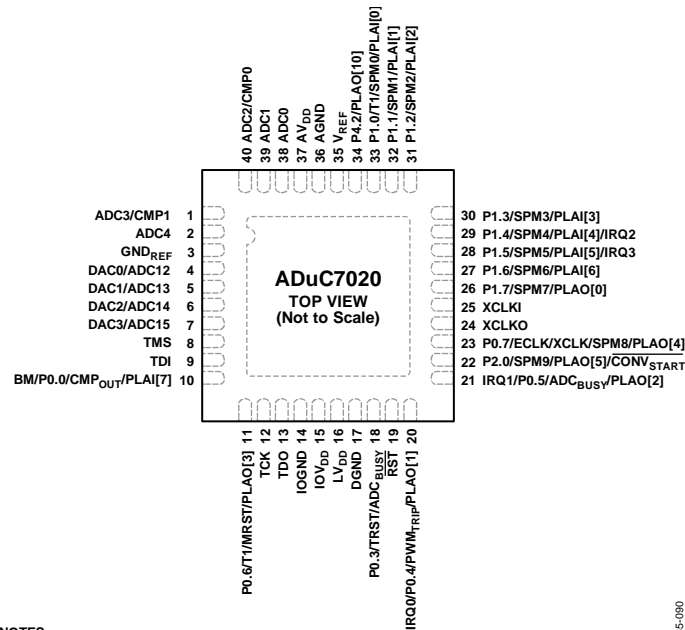 40 ADC2/CMP0
39 ADC1
38 ADC0
37 AVDD
36 AGND
35 VREF
34 P4.2/PLAO[10]
33 P1.0/T1/SPM0/PLAI[0]
32 P1.1/SPM1/PLAI[1]
31 P1.2/SPM2/PLAI[2]
ADC3/CMP1 1
ADC4 2
GNDREF 3
DAC0/ADC12 4
DAC1/ADC13 5
DAC2/ADC14 6
DAC3/ADC15 7
TMS 8
TDI 9
BM/P0.0/CMPOUT/PLAI[7] 10
ADuC7020
TOP VIEW
(Not to Scale)
30 P1.3/SPM3/PLAI[3]
29 P1.4/SPM4/PLAI[4]/IRQ2
28 P1.5/SPM5/PLAI[5]/IRQ3
27 P1.6/SPM6/PLAI[6]
26 P1.7/SPM7/PLAO[0]
25 XCLKI
24 XCLKO
23 P0.7/ECLK/XCLK/SPM8/PLAO[4]
22 P2.0/SPM9/PLAO[5]/CONVSTART
21 IRQ1/P0.5/ADCBUSY/PLAO[2]
P0.6/T1/MRST/PLAO[3] 11
TCK 12
TDO 13
IOGND 14
IOVDD 15
LVDD 16
DGND 17
P0.3/TRST/ADCBUSY 18
RST 19
IRQ0/P0.4/PWMTRIP/PLAO[1] 20
5-090